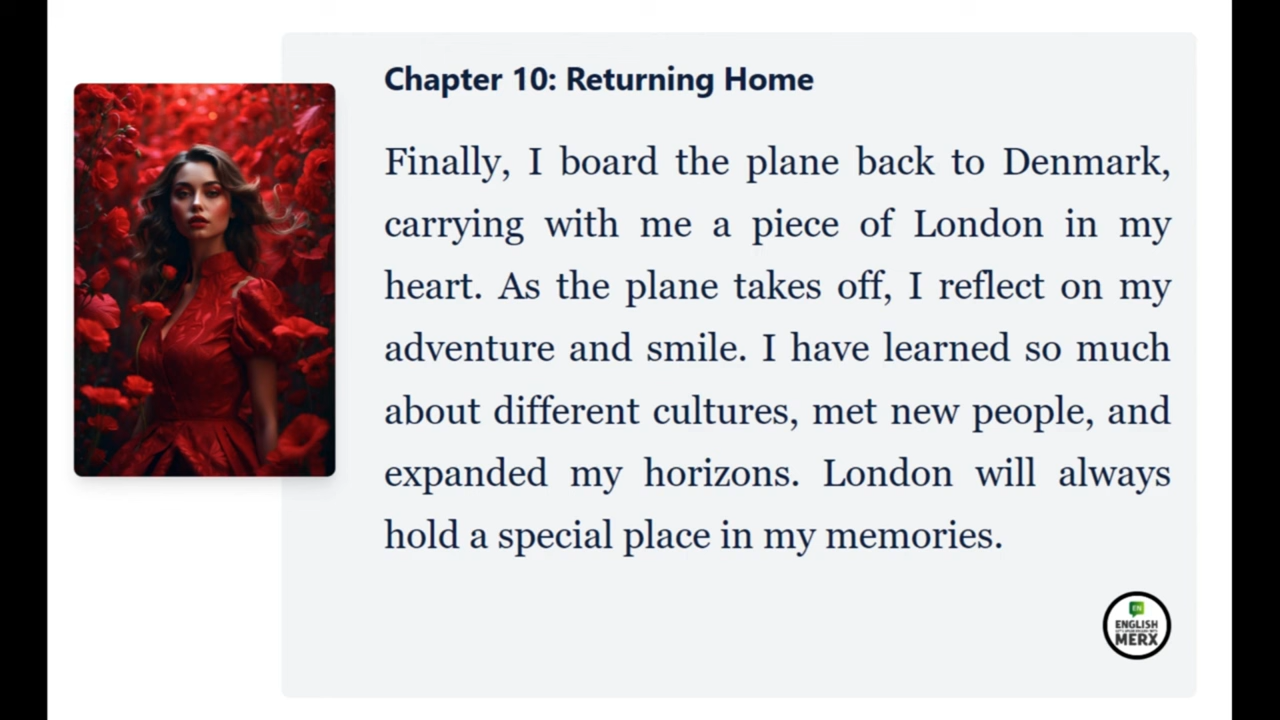 Chapter 10: Returning Home
Finally, I board the plane back to Denmark,
carrying with me a piece of London in my
heart. As the plane takes off, I reflect on my
adventure and smile. I have learned so much
about different cultures, met new people, and
expanded my horizons. London will always
hold a special place in my memories.
EN
ENGLISH
MERX